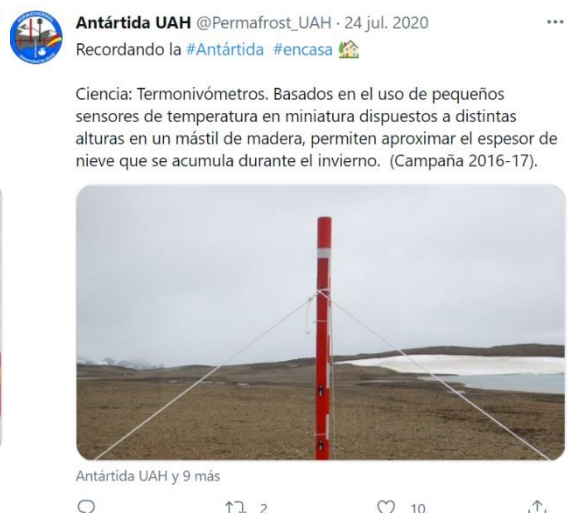 Antártida UAH @Permafrost_UAH · 24 jul. 2020
Recordando la #Antártida #encasa
Ciencia: Termonivómetros. Basados en el uso de pequeños
sensores de temperatura en miniatura dispuestos a distintas
alturas en un mástil de madera, permiten aproximar el espesor de
nieve que se acumula durante el invierno. (Campaña 2016-17).
Antártida UAH y 9 más
2
10